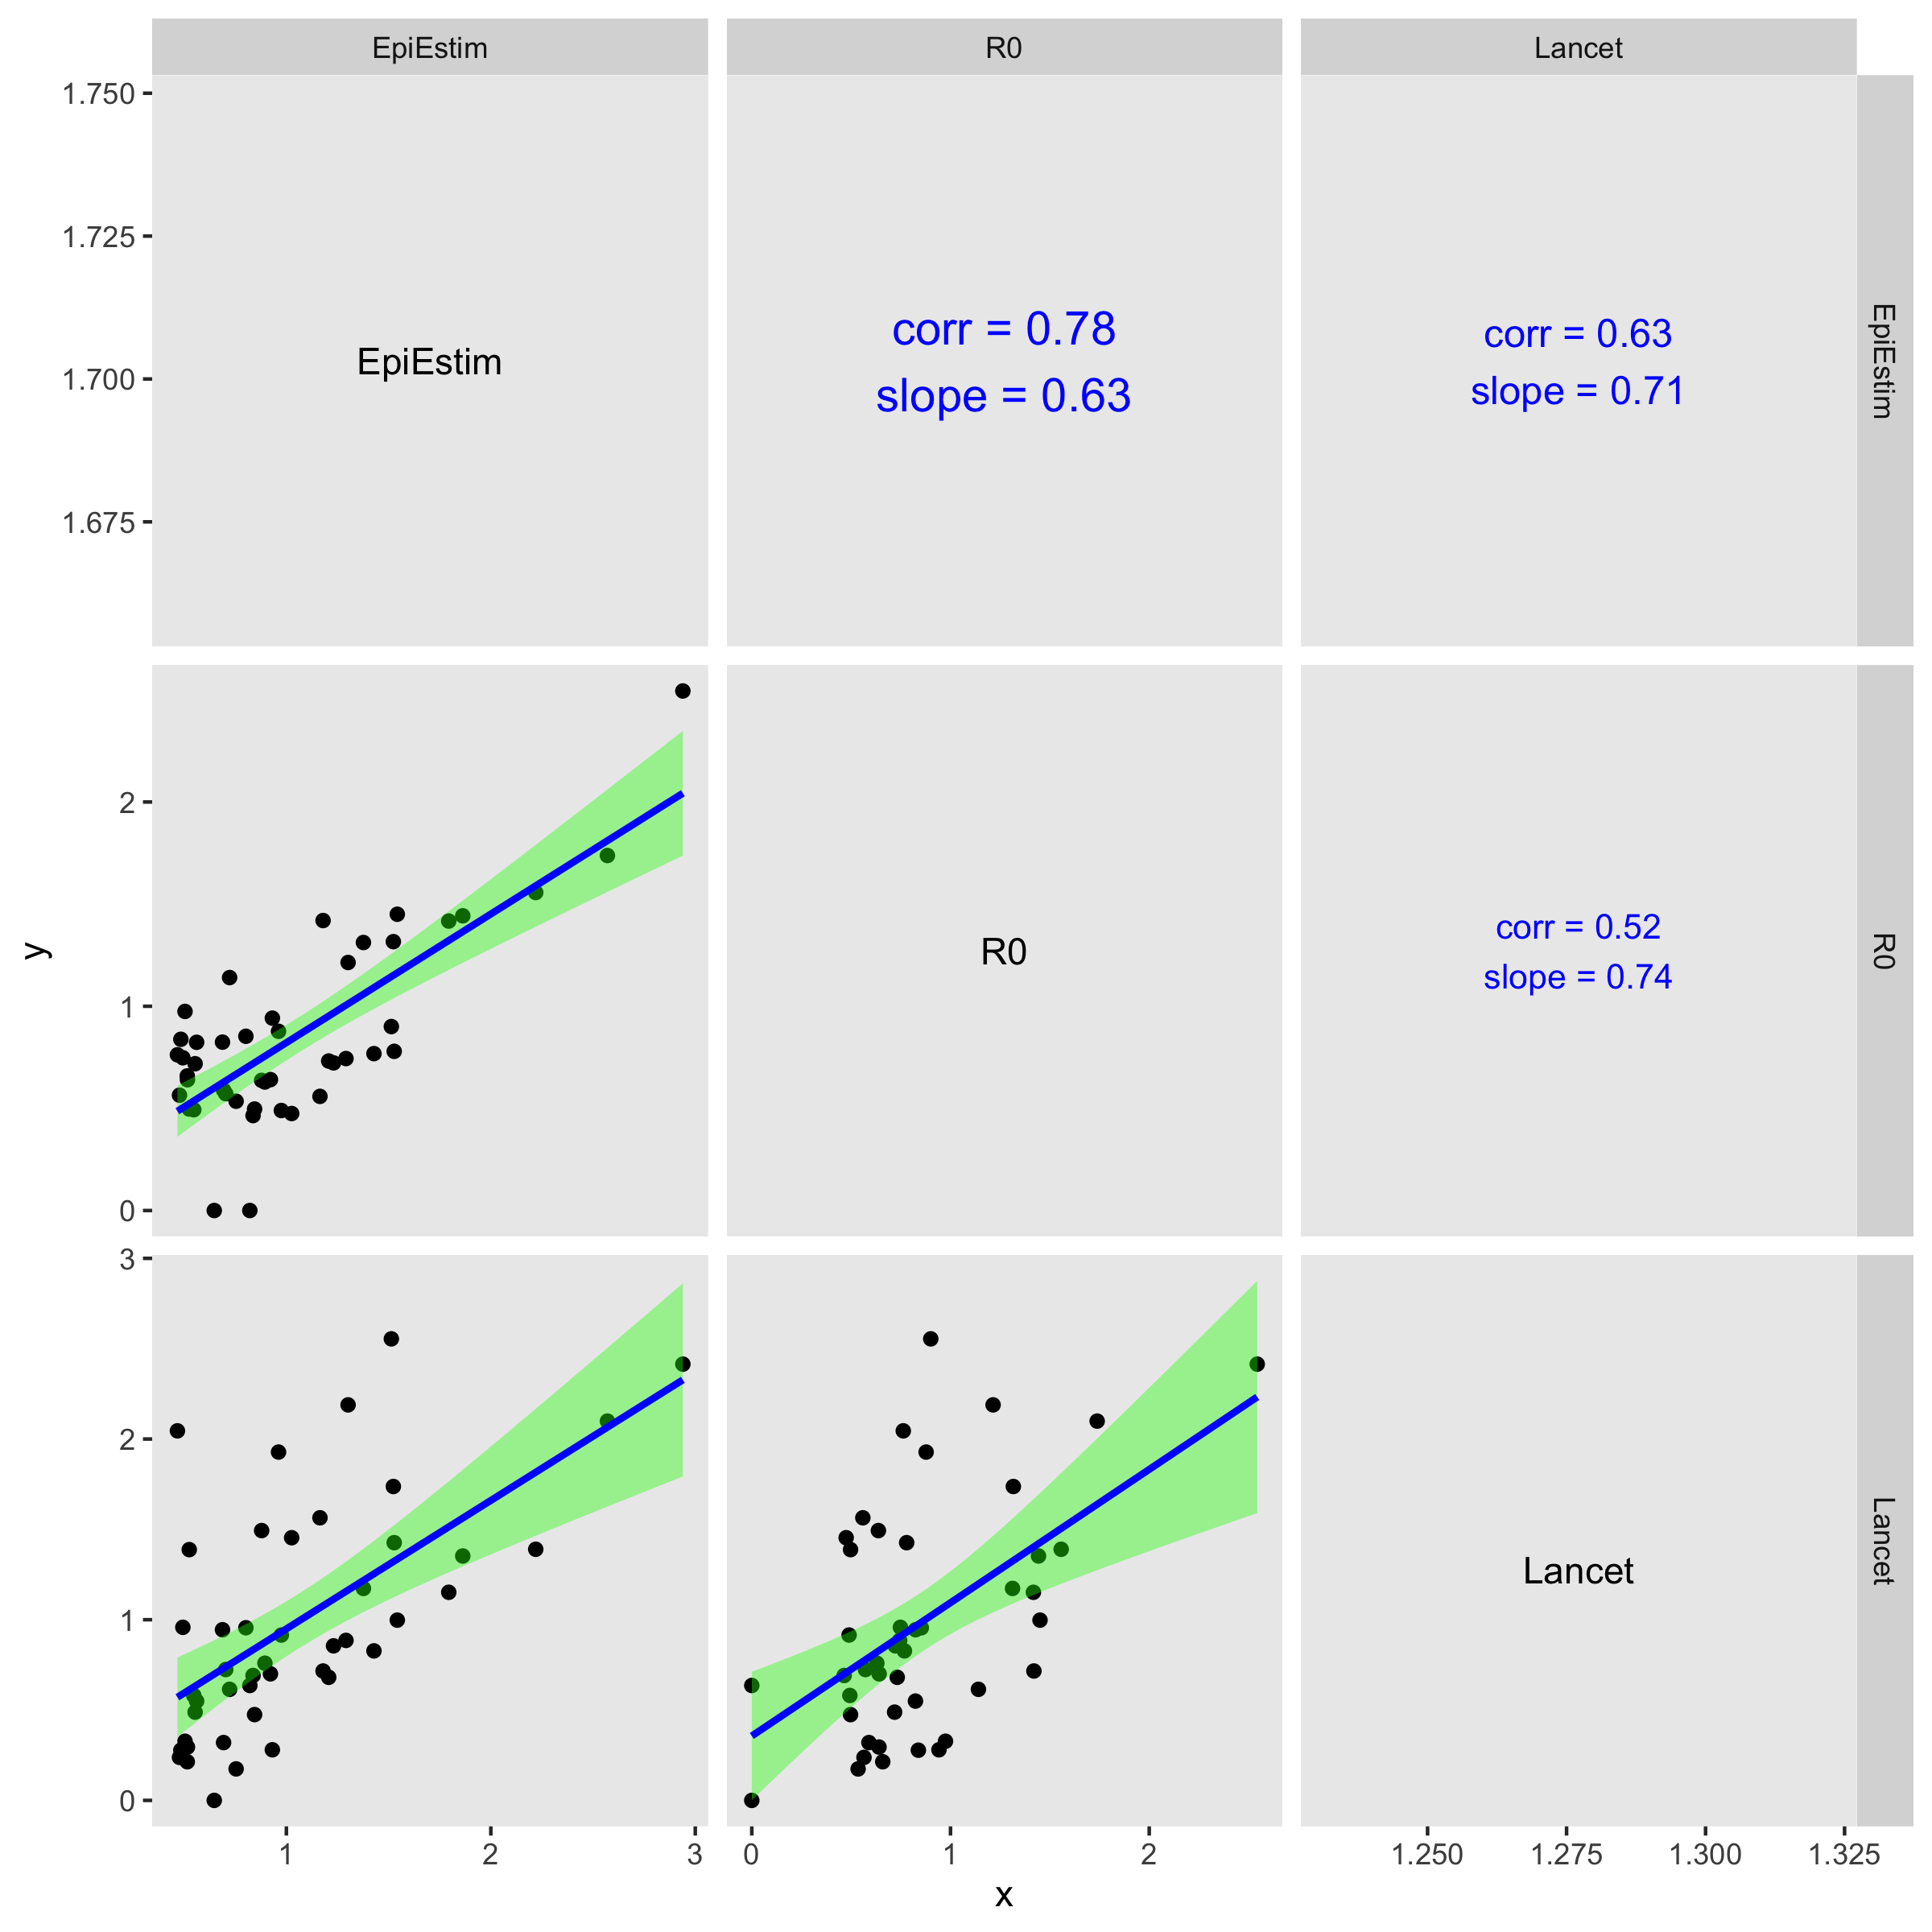 EpiEstim R0 Lancet
1.750
1.725
1.700
1.675
EpiEstim
corr = 0.78
slope = 0.63
corr = 0.63
slope = 0.71
EpiEstim
y
2
1
0
R0
corr = 0.52
slope = 0.74
R0
3
2
1
0
Lancet
Lancet
1 2 3 0 1 2 1.250 1.275 1.300 1.325
x